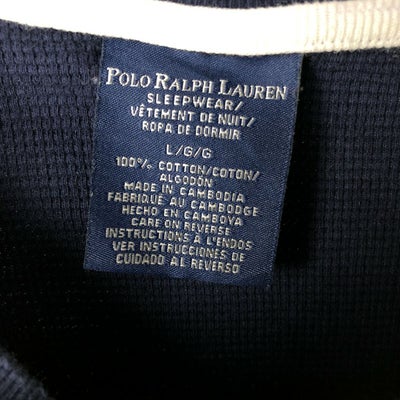 POLO RALPH LAUREN
SLEEPWEAR/
VÊTEMENT DE NUIT/
ROPA DE DORMIR
L/G/G
100% COTTON/COTON/
ALGODÓN
MADE IN CAMBODIA
FABRIQUÉ AU CAMBODGE
HECHO EN CAMBOYA
CARE ON REVERSE
INSTRUCTIONS À L'ENDOS
VER INSTRUCCIONES DE
CUIDADO AL REVERSO